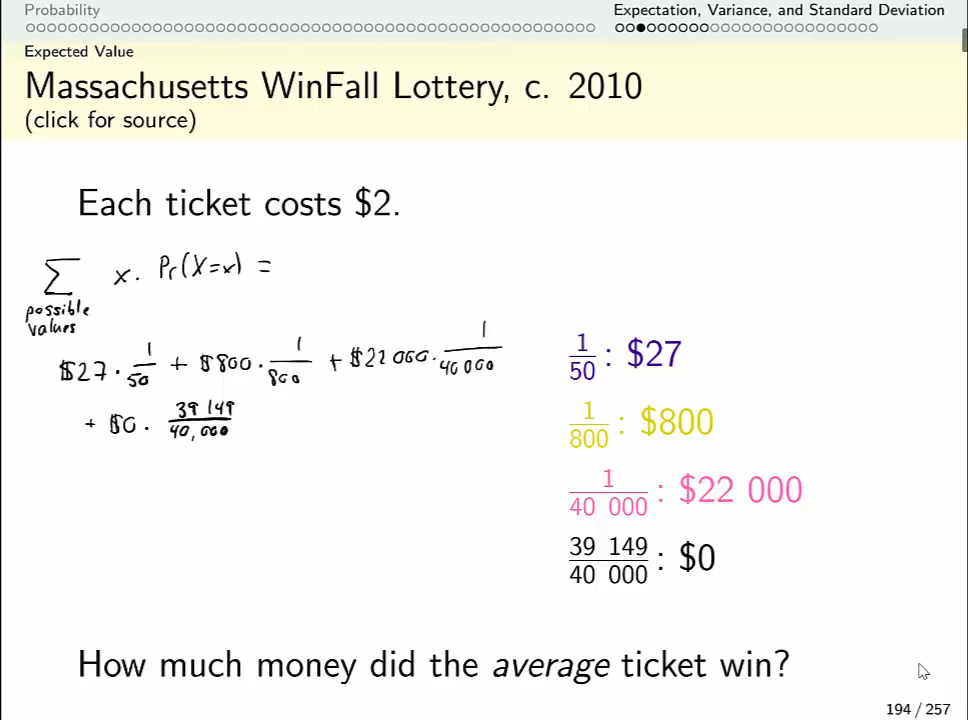 Probability
Expectation, Variance, and Standard Deviation
Expected Value
Massachusetts WinFall Lottery, c. 2010
(click for source)
Each ticket costs $2.
∑ x · Pr(X=x) =
possible
values
$27 · 1/50 + $800 · 1/800 + $22 000 · 1/40 000
+ $0 · 39 149/40,000
1/50 : $27
1/800 : $800
1/40 000 : $22 000
39 149/40 000 : $0
How much money did the average ticket win?
194 / 257